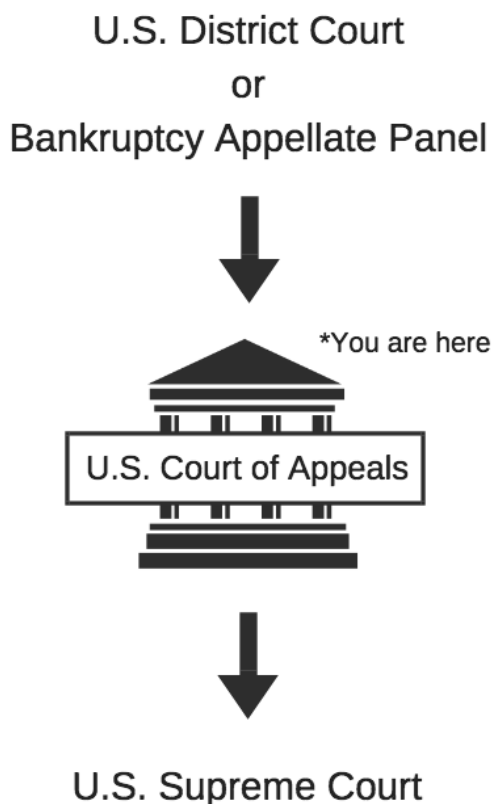 U.S. District Court
or
Bankruptcy Appellate Panel
*You are here
U.S. Court of Appeals
U.S. Supreme Court